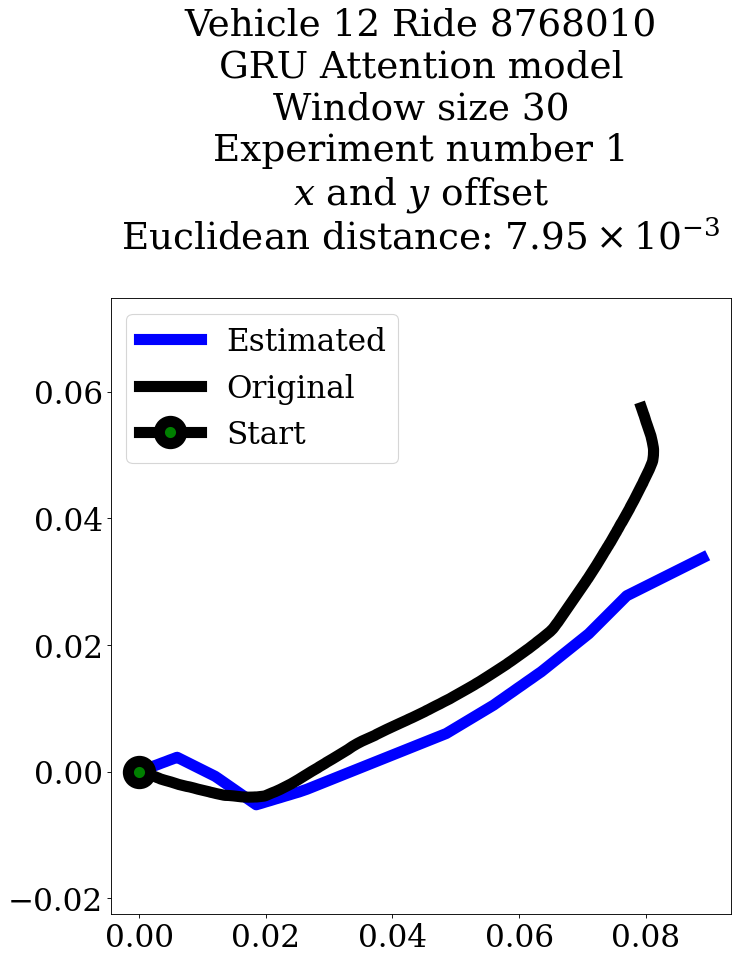 Vehicle 12 Ride 8768010
GRU Attention model
Window size 30
Experiment number 1
x and y offset
Euclidean distance: 7.95 × 10⁻³
Estimated
Original
Start
0.06
0.04
0.02
0.00
−0.02
0.00 0.02 0.04 0.06 0.08